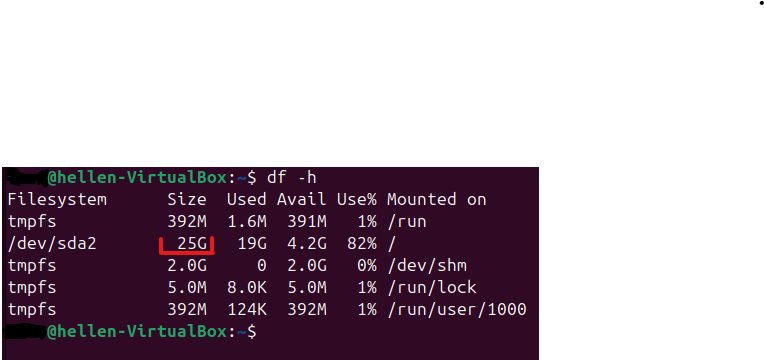 @hellen-VirtualBox:~$ df -h
Filesystem Size Used Avail Use% Mounted on
tmpfs 392M 1.6M 391M 1% /run
/dev/sda2 25G 19G 4.2G 82% /
tmpfs 2.0G 0 2.0G 0% /dev/shm
tmpfs 5.0M 8.0K 5.0M 1% /run/lock
tmpfs 392M 124K 392M 1% /run/user/1000
@hellen-VirtualBox:~$